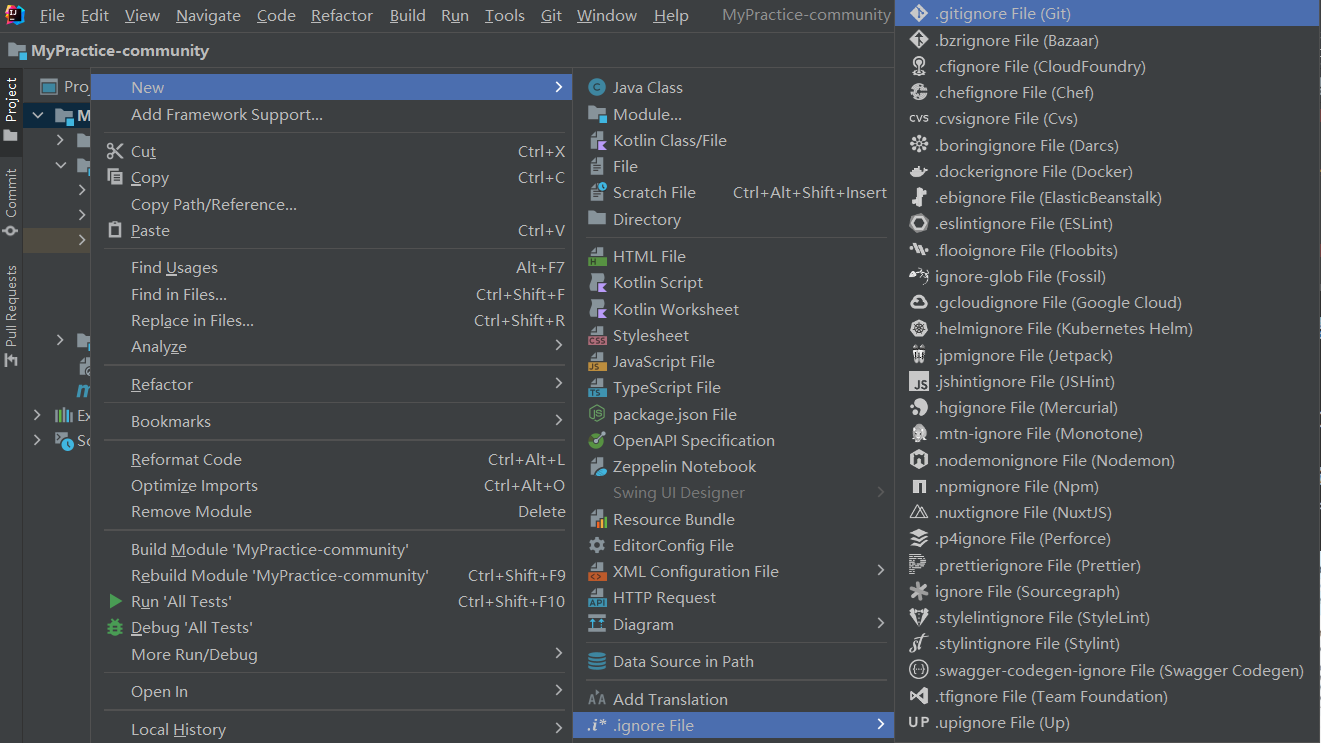 File Edit View Navigate Code Refactor Build Run Tools Git Window Help MyPractice-community
MyPractice-community
Project
Commit
Pull Requests
New
Add Framework Support...
Cut Ctrl+X
Copy Ctrl+C
Copy Path/Reference...
Paste Ctrl+V
Find Usages Alt+F7
Find in Files... Ctrl+Shift+F
Replace in Files... Ctrl+Shift+R
Analyze
Refactor
Bookmarks
Reformat Code Ctrl+Alt+L
Optimize Imports Ctrl+Alt+O
Remove Module Delete
Build Module 'MyPractice-community'
Rebuild Module 'MyPractice-community' Ctrl+Shift+F9
Run 'All Tests' Ctrl+Shift+F10
Debug 'All Tests'
More Run/Debug
Open In
Local History
Java Class
Module...
Kotlin Class/File
File
Scratch File Ctrl+Alt+Shift+Insert
Directory
HTML File
Kotlin Script
Kotlin Worksheet
Stylesheet
JavaScript File
TypeScript File
package.json File
OpenAPI Specification
Zeppelin Notebook
Swing UI Designer
Resource Bundle
EditorConfig File
XML Configuration File
HTTP Request
Diagram
Data Source in Path
Add Translation
.i* .ignore File
.gitignore File (Git)
.bzrignore File (Bazaar)
.cfignore File (CloudFoundry)
.chefignore File (Chef)
CVS .cvsignore File (Cvs)
.boringignore File (Darcs)
.dockerignore File (Docker)
.ebignore File (ElasticBeanstalk)
.eslintignore File (ESLint)
.flooignore File (Floobits)
ignore-glob File (Fossil)
.gcloudignore File (Google Cloud)
.helmignore File (Kubernetes Helm)
.jpmignore File (Jetpack)
JS .jshintignore File (JSHint)
.hgignore File (Mercurial)
.mtn-ignore File (Monotone)
.nodemonignore File (Nodemon)
.npmignore File (Npm)
.nuxtignore File (NuxtJS)
.p4ignore File (Perforce)
.prettierignore File (Prettier)
ignore File (Sourcegraph)
.stylelintignore File (StyleLint)
.stylintignore File (Stylint)
.swagger-codegen-ignore File (Swagger Codegen)
.tfignore File (Team Foundation)
UP .upignore File (Up)